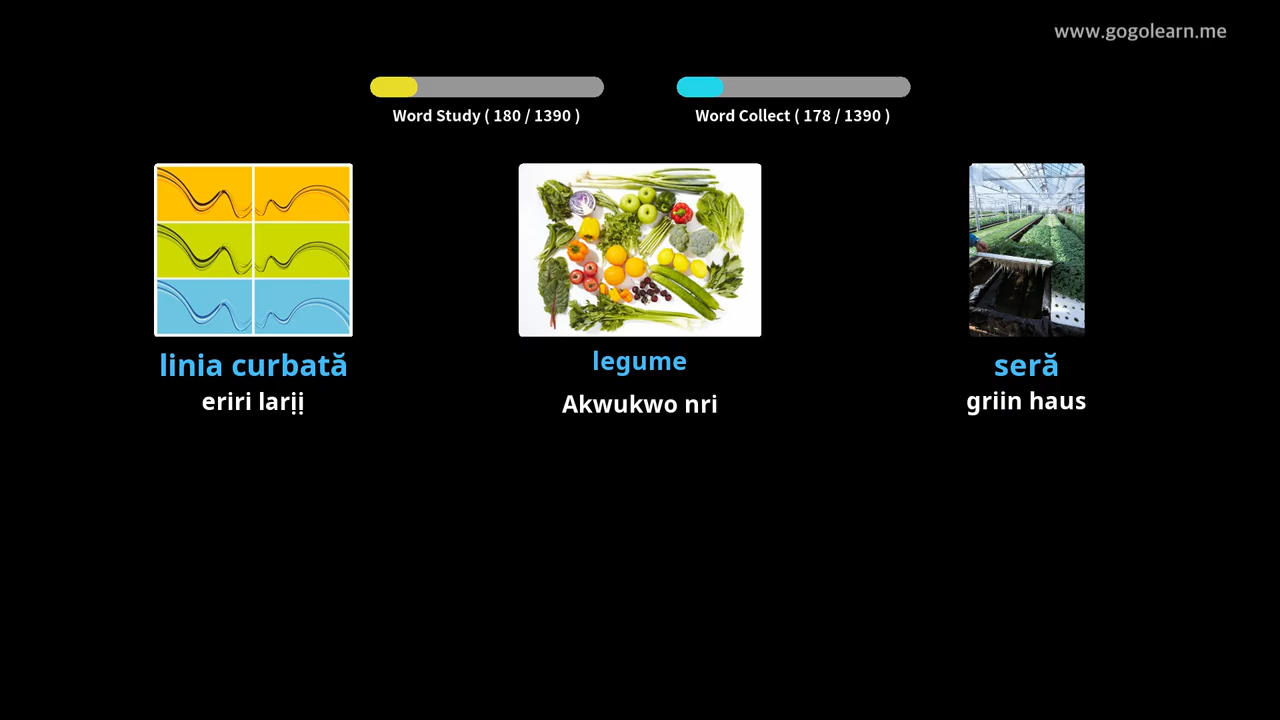 www.gogolearn.me
Word Study ( 180 / 1390 )
Word Collect ( 178 / 1390 )
linia curbată
eriri larịị
legume
Akwukwo nri
seră
griin haus